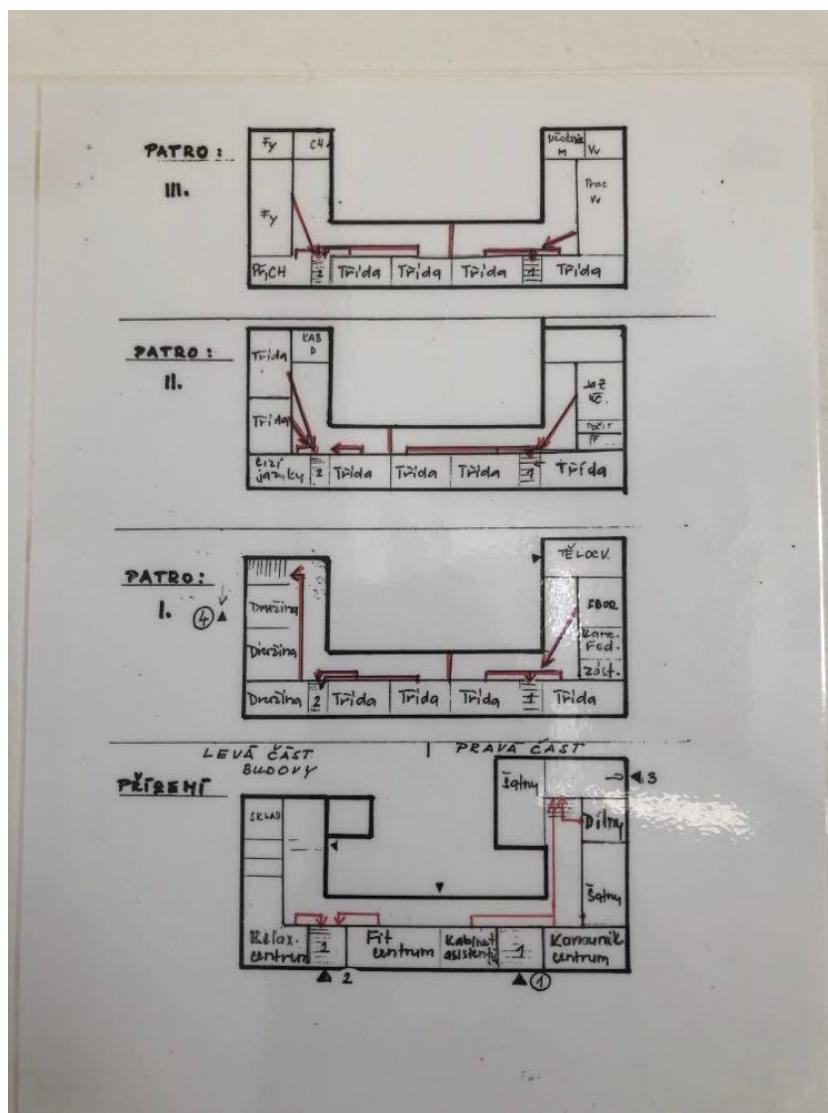 PATRO:
III.
Fy
CH
M
Vv
Fy
Prac
Vv
Př,CH
2
Třída
Třída
Třída
1
Třída
PATRO:
II.
Třída
KAB
D
Třída
JAZ
Cizí
jazyky
2
Třída
Třída
Třída
1
Třída
PATRO:
I.
4
TĚLOCV.
Družina
SBOR
Družina
Zást.
Družina
2
Třída
Třída
Třída
1
Třída
LEVÁ ČÁST
BUDOVY
PRAVÁ ČÁST
PŘÍZEMÍ
SKLAD
Šatny
3
Dílny
Šatny
Relax.
centrum
2
Fit
centrum
Kabinet
asistentů
1
Komunik
centrum
2
1